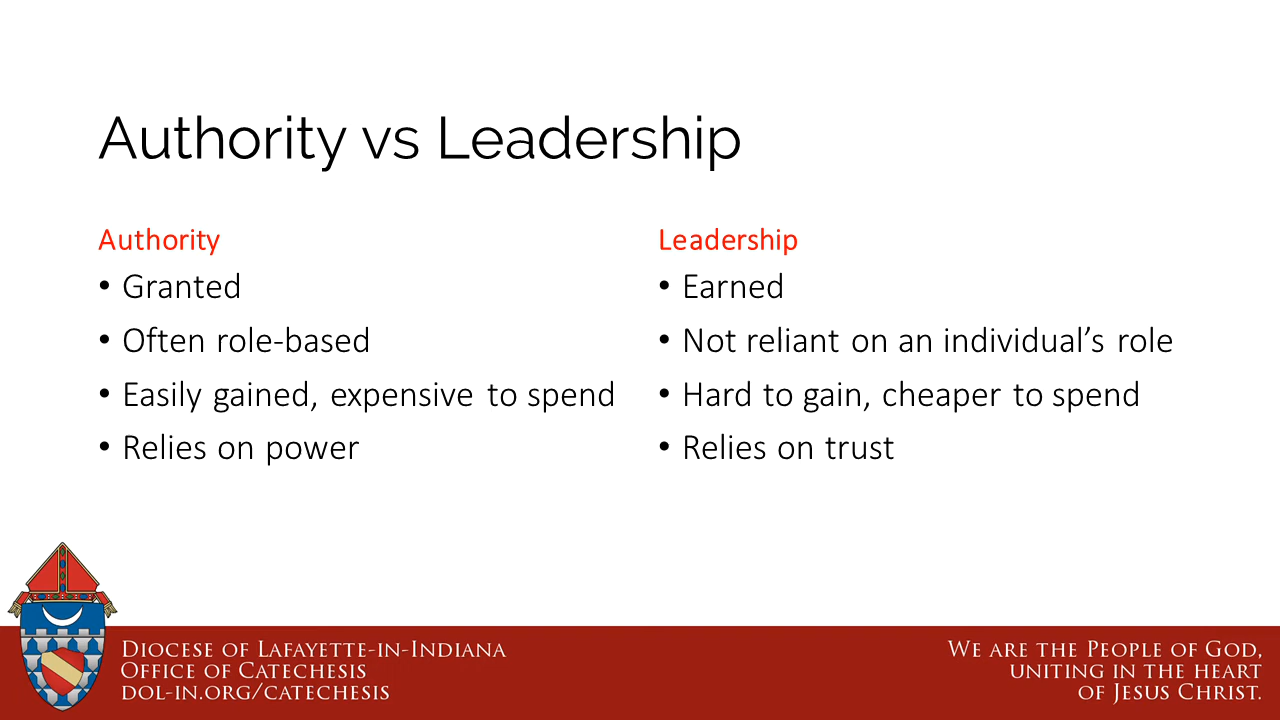 Authority vs Leadership
Authority
• Granted
• Often role-based
• Easily gained, expensive to spend
• Relies on power
Leadership
• Earned
• Not reliant on an individual’s role
• Hard to gain, cheaper to spend
• Relies on trust
Diocese of Lafayette-in-Indiana
Office of Catechesis
dol-in.org/catechesis
We are the People of God,
uniting in the heart
of Jesus Christ.